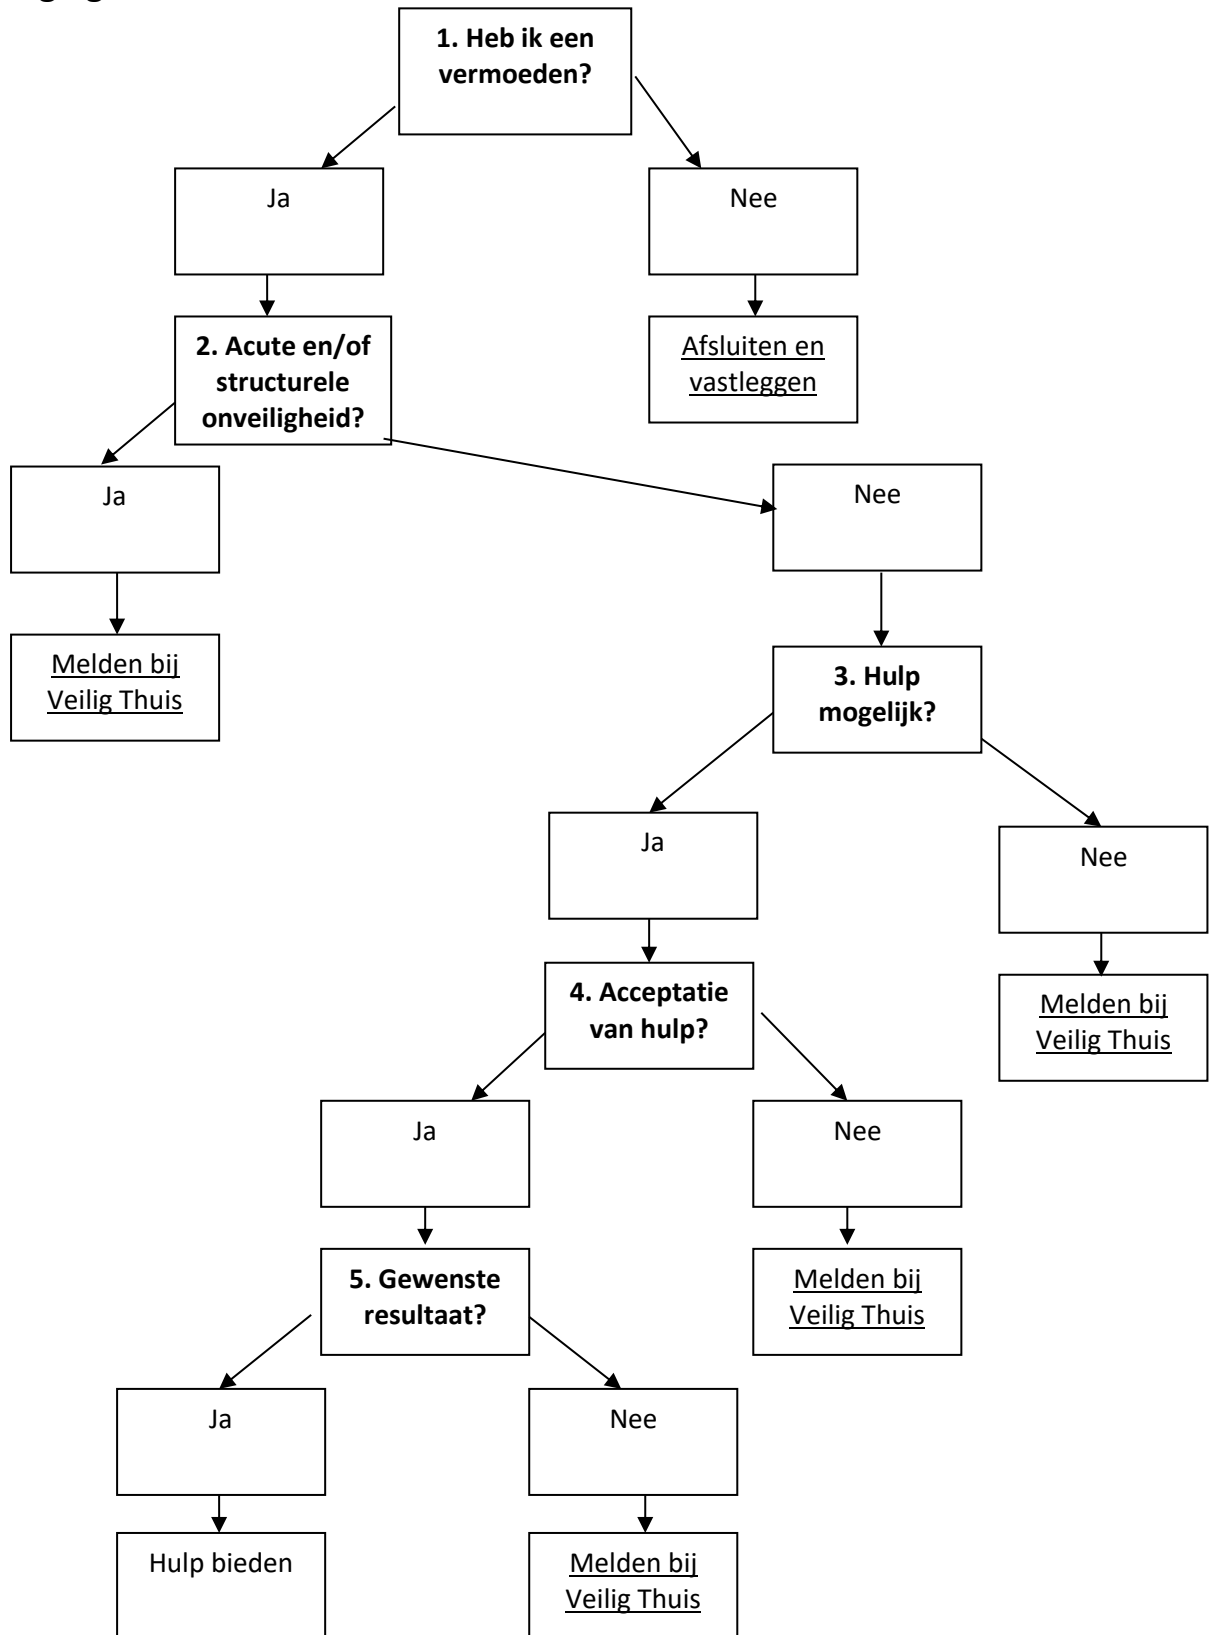 1. Heb ik een
vermoeden?
Ja
Nee
2. Acute en/of
structurele
onveiligheid?
Afsluiten en
vastleggen
Ja
Nee
Melden bij
Veilig Thuis
3. Hulp
mogelijk?
Ja
Nee
4. Acceptatie
van hulp?
Melden bij
Veilig Thuis
Ja
Nee
5. Gewenste
resultaat?
Melden bij
Veilig Thuis
Ja
Nee
Hulp bieden
Melden bij
Veilig Thuis